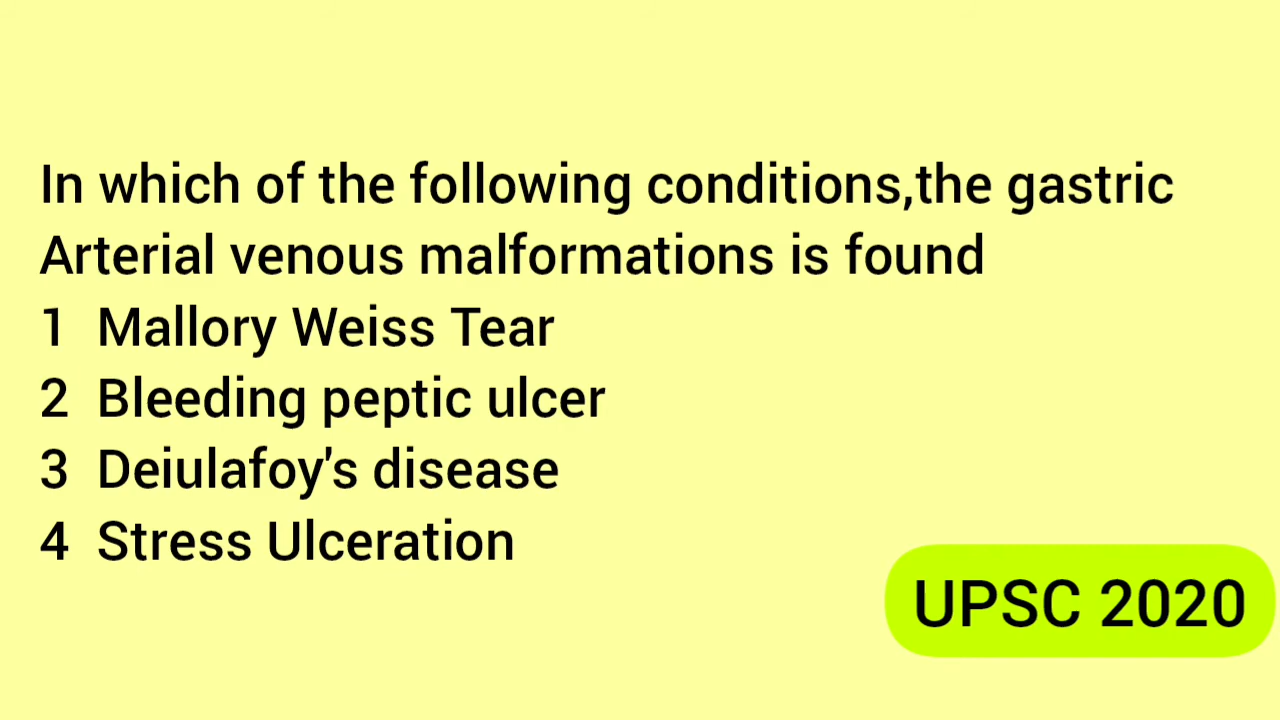 In which of the following conditions,the gastric
Arterial venous malformations is found
1 Mallory Weiss Tear
2 Bleeding peptic ulcer
3 Deiulafoy's disease
4 Stress Ulceration
UPSC 2020